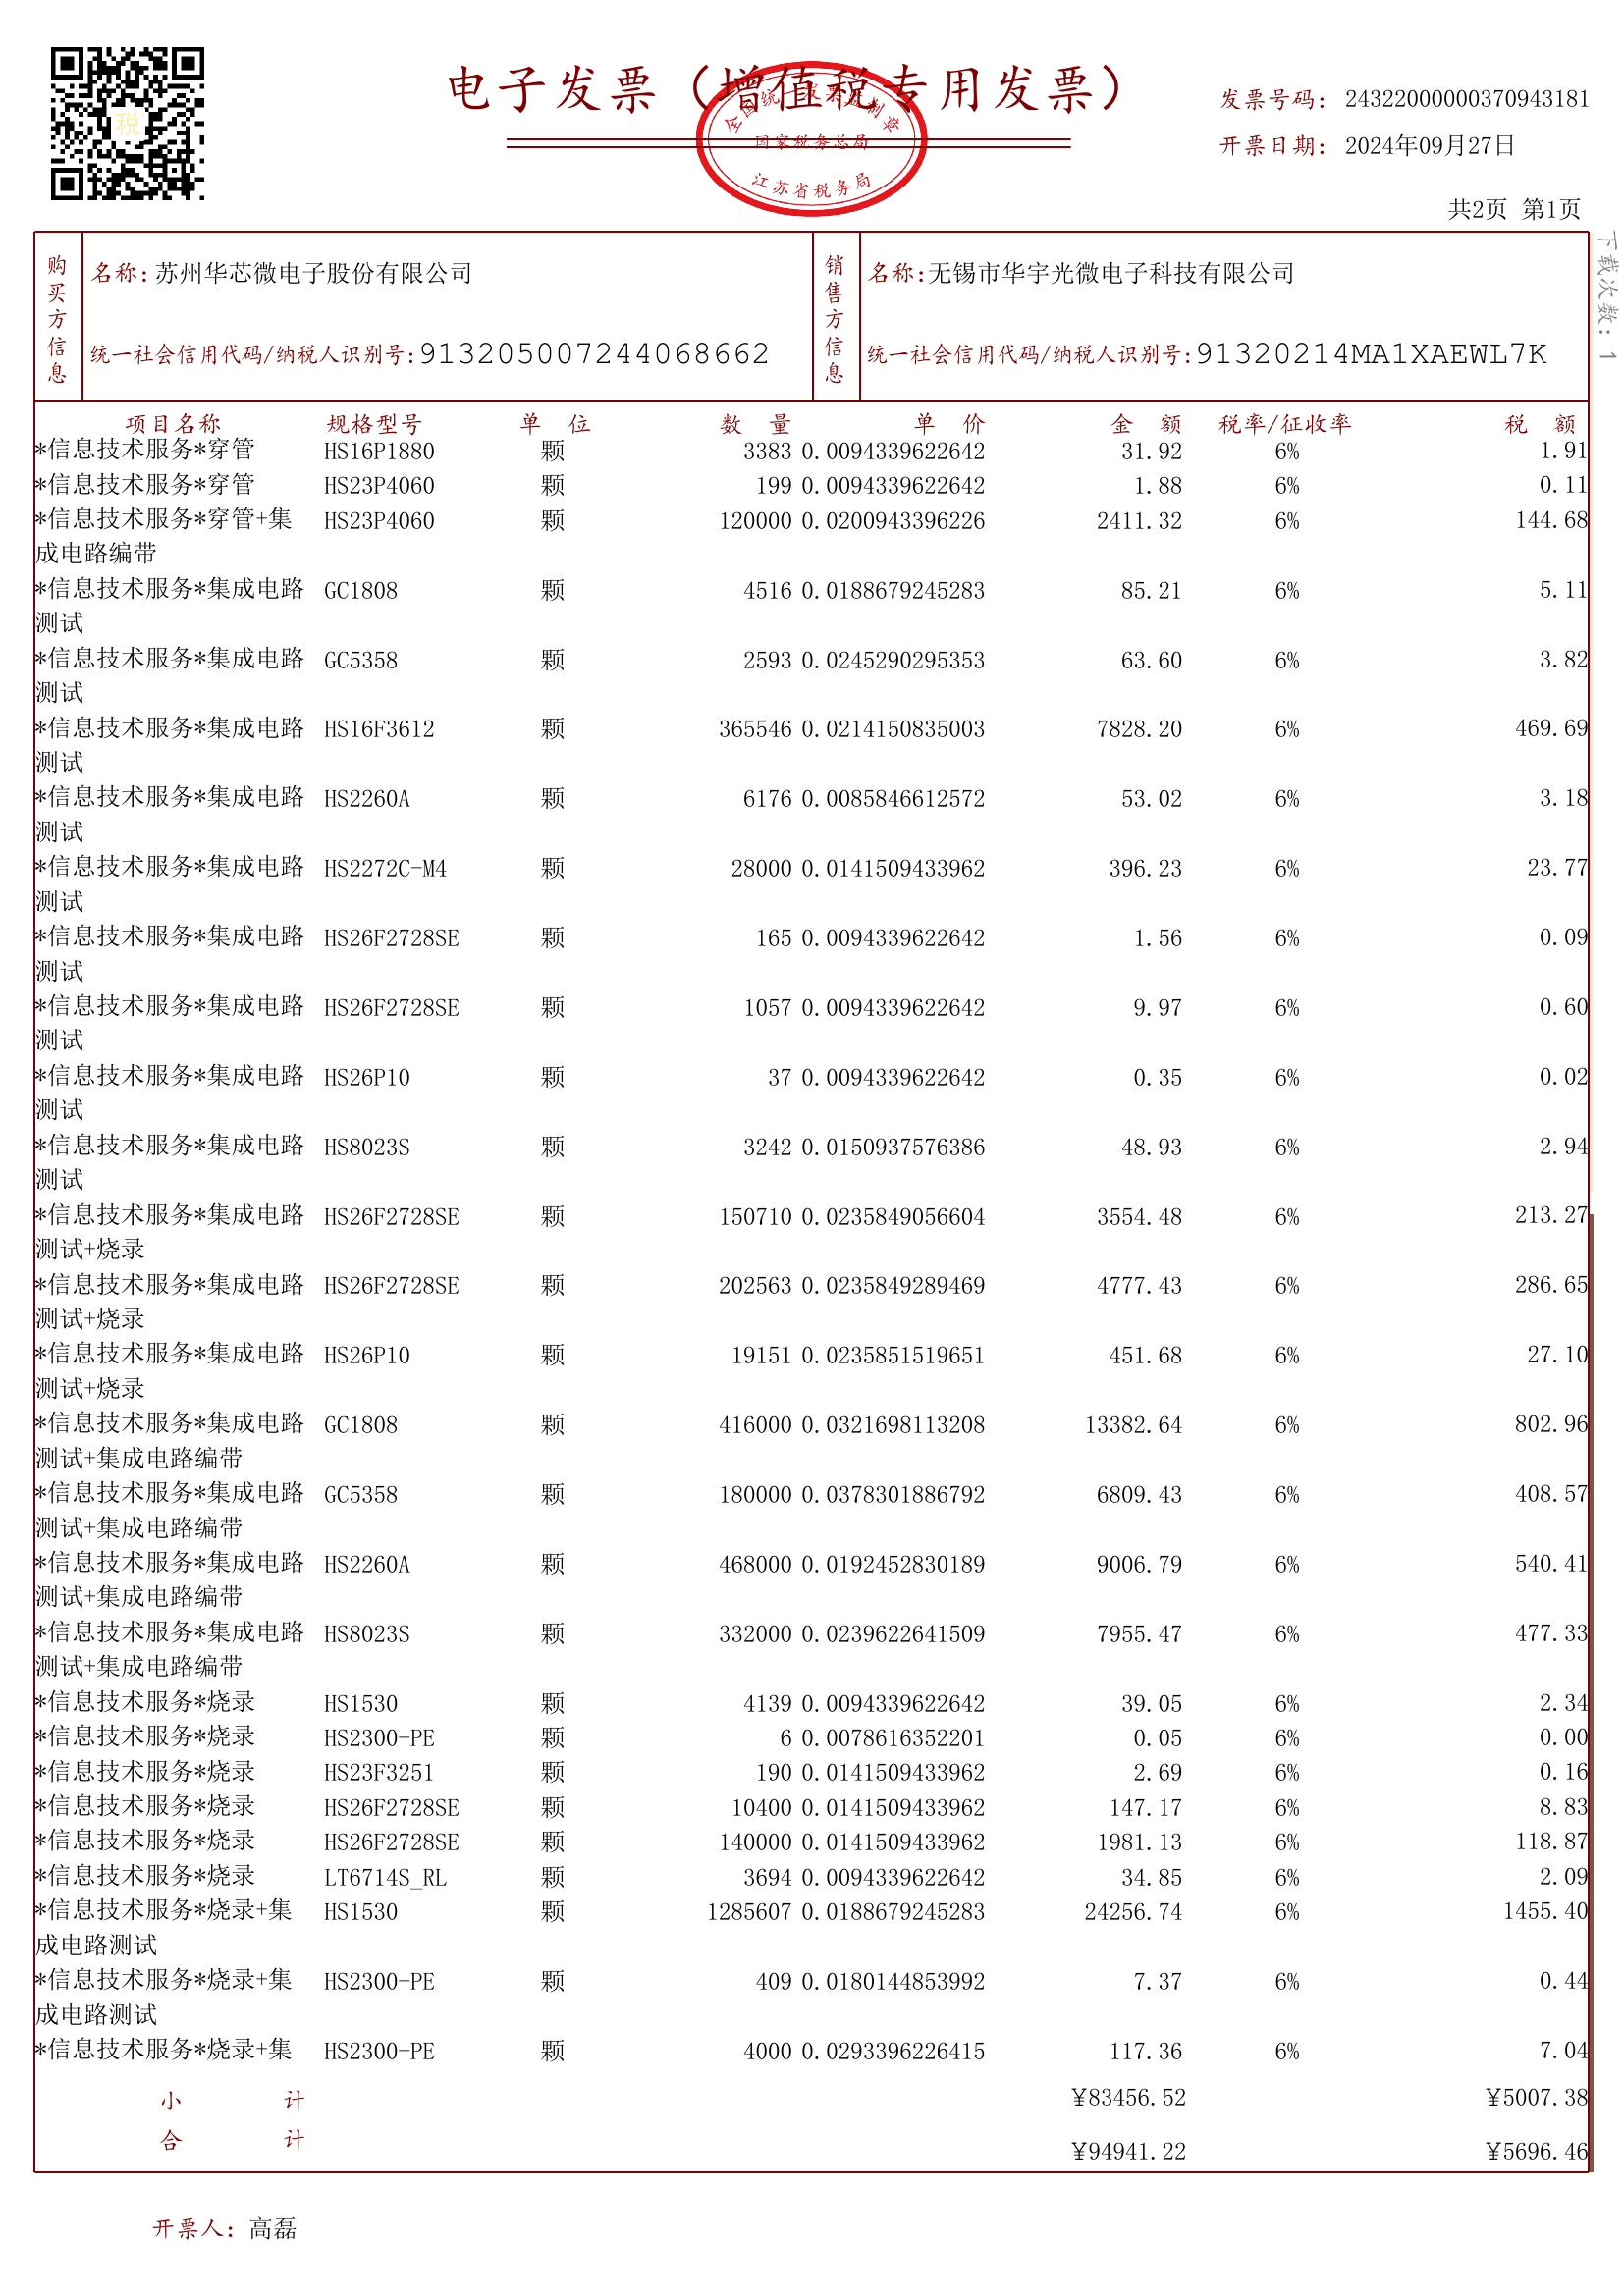 电子发票（增值税专用发票）
全国统一发票监制章
国家税务总局
江苏省税务局
税
发票号码：24322000000370943181
开票日期：2024年09月27日
共2页 第1页
下载次数：1
购买方信息
名称：苏州华芯微电子股份有限公司
统一社会信用代码/纳税人识别号：913205007244068662
销售方信息
名称：无锡市华宇光微电子科技有限公司
统一社会信用代码/纳税人识别号：91320214MA1XAEWL7K
项目名称 规格型号 单 位 数 量 单 价 金 额 税率/征收率 税 额
*信息技术服务*穿管 HS16P1880 颗 3383 0.0094339622642 31.92 6% 1.91
*信息技术服务*穿管 HS23P4060 颗 199 0.0094339622642 1.88 6% 0.11
*信息技术服务*穿管+集 HS23P4060 颗 120000 0.0200943396226 2411.32 6% 144.68
成电路编带
*信息技术服务*集成电路 GC1808 颗 4516 0.0188679245283 85.21 6% 5.11
测试
*信息技术服务*集成电路 GC5358 颗 2593 0.0245290295353 63.60 6% 3.82
测试
*信息技术服务*集成电路 HS16F3612 颗 365546 0.0214150835003 7828.20 6% 469.69
测试
*信息技术服务*集成电路 HS2260A 颗 6176 0.0085846612572 53.02 6% 3.18
测试
*信息技术服务*集成电路 HS2272C-M4 颗 28000 0.0141509433962 396.23 6% 23.77
测试
*信息技术服务*集成电路 HS26F2728SE 颗 165 0.0094339622642 1.56 6% 0.09
测试
*信息技术服务*集成电路 HS26F2728SE 颗 1057 0.0094339622642 9.97 6% 0.60
测试
*信息技术服务*集成电路 HS26P10 颗 37 0.0094339622642 0.35 6% 0.02
测试
*信息技术服务*集成电路 HS8023S 颗 3242 0.0150937576386 48.93 6% 2.94
测试
*信息技术服务*集成电路 HS26F2728SE 颗 150710 0.0235849056604 3554.48 6% 213.27
测试+烧录
*信息技术服务*集成电路 HS26F2728SE 颗 202563 0.0235849289469 4777.43 6% 286.65
测试+烧录
*信息技术服务*集成电路 HS26P10 颗 19151 0.0235851519651 451.68 6% 27.10
测试+烧录
*信息技术服务*集成电路 GC1808 颗 416000 0.0321698113208 13382.64 6% 802.96
测试+集成电路编带
*信息技术服务*集成电路 GC5358 颗 180000 0.0378301886792 6809.43 6% 408.57
测试+集成电路编带
*信息技术服务*集成电路 HS2260A 颗 468000 0.0192452830189 9006.79 6% 540.41
测试+集成电路编带
*信息技术服务*集成电路 HS8023S 颗 332000 0.0239622641509 7955.47 6% 477.33
测试+集成电路编带
*信息技术服务*烧录 HS1530 颗 4139 0.0094339622642 39.05 6% 2.34
*信息技术服务*烧录 HS2300-PE 颗 6 0.0078616352201 0.05 6% 0.00
*信息技术服务*烧录 HS23F3251 颗 190 0.0141509433962 2.69 6% 0.16
*信息技术服务*烧录 HS26F2728SE 颗 10400 0.0141509433962 147.17 6% 8.83
*信息技术服务*烧录 HS26F2728SE 颗 140000 0.0141509433962 1981.13 6% 118.87
*信息技术服务*烧录 LT6714S_RL 颗 3694 0.0094339622642 34.85 6% 2.09
*信息技术服务*烧录+集 HS1530 颗 1285607 0.0188679245283 24256.74 6% 1455.40
成电路测试
*信息技术服务*烧录+集 HS2300-PE 颗 409 0.0180144853992 7.37 6% 0.44
成电路测试
*信息技术服务*烧录+集 HS2300-PE 颗 4000 0.0293396226415 117.36 6% 7.04
小 计 ¥83456.52 ¥5007.38
合 计 ¥94941.22 ¥5696.46
开票人：高磊